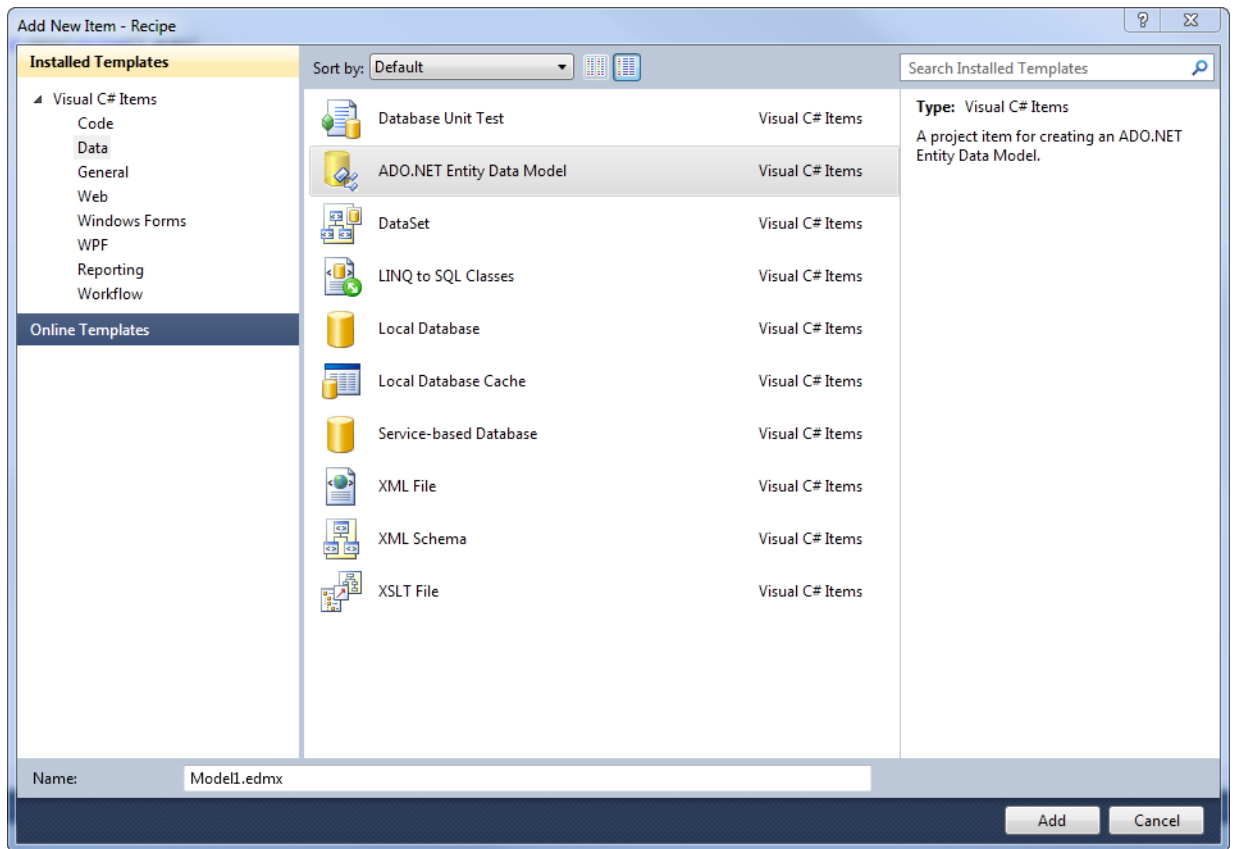 Add New Item - Recipe
Installed Templates
Visual C# Items
Code
Data
General
Web
Windows Forms
WPF
Reporting
Workflow
Online Templates
Sort by: Default
Database Unit Test Visual C# Items
ADO.NET Entity Data Model Visual C# Items
DataSet Visual C# Items
LINQ to SQL Classes Visual C# Items
Local Database Visual C# Items
Local Database Cache Visual C# Items
Service-based Database Visual C# Items
XML File Visual C# Items
XML Schema Visual C# Items
XSLT File Visual C# Items
Search Installed Templates
Type: Visual C# Items
A project item for creating an ADO.NET
Entity Data Model.
Name: Model1.edmx
Add Cancel